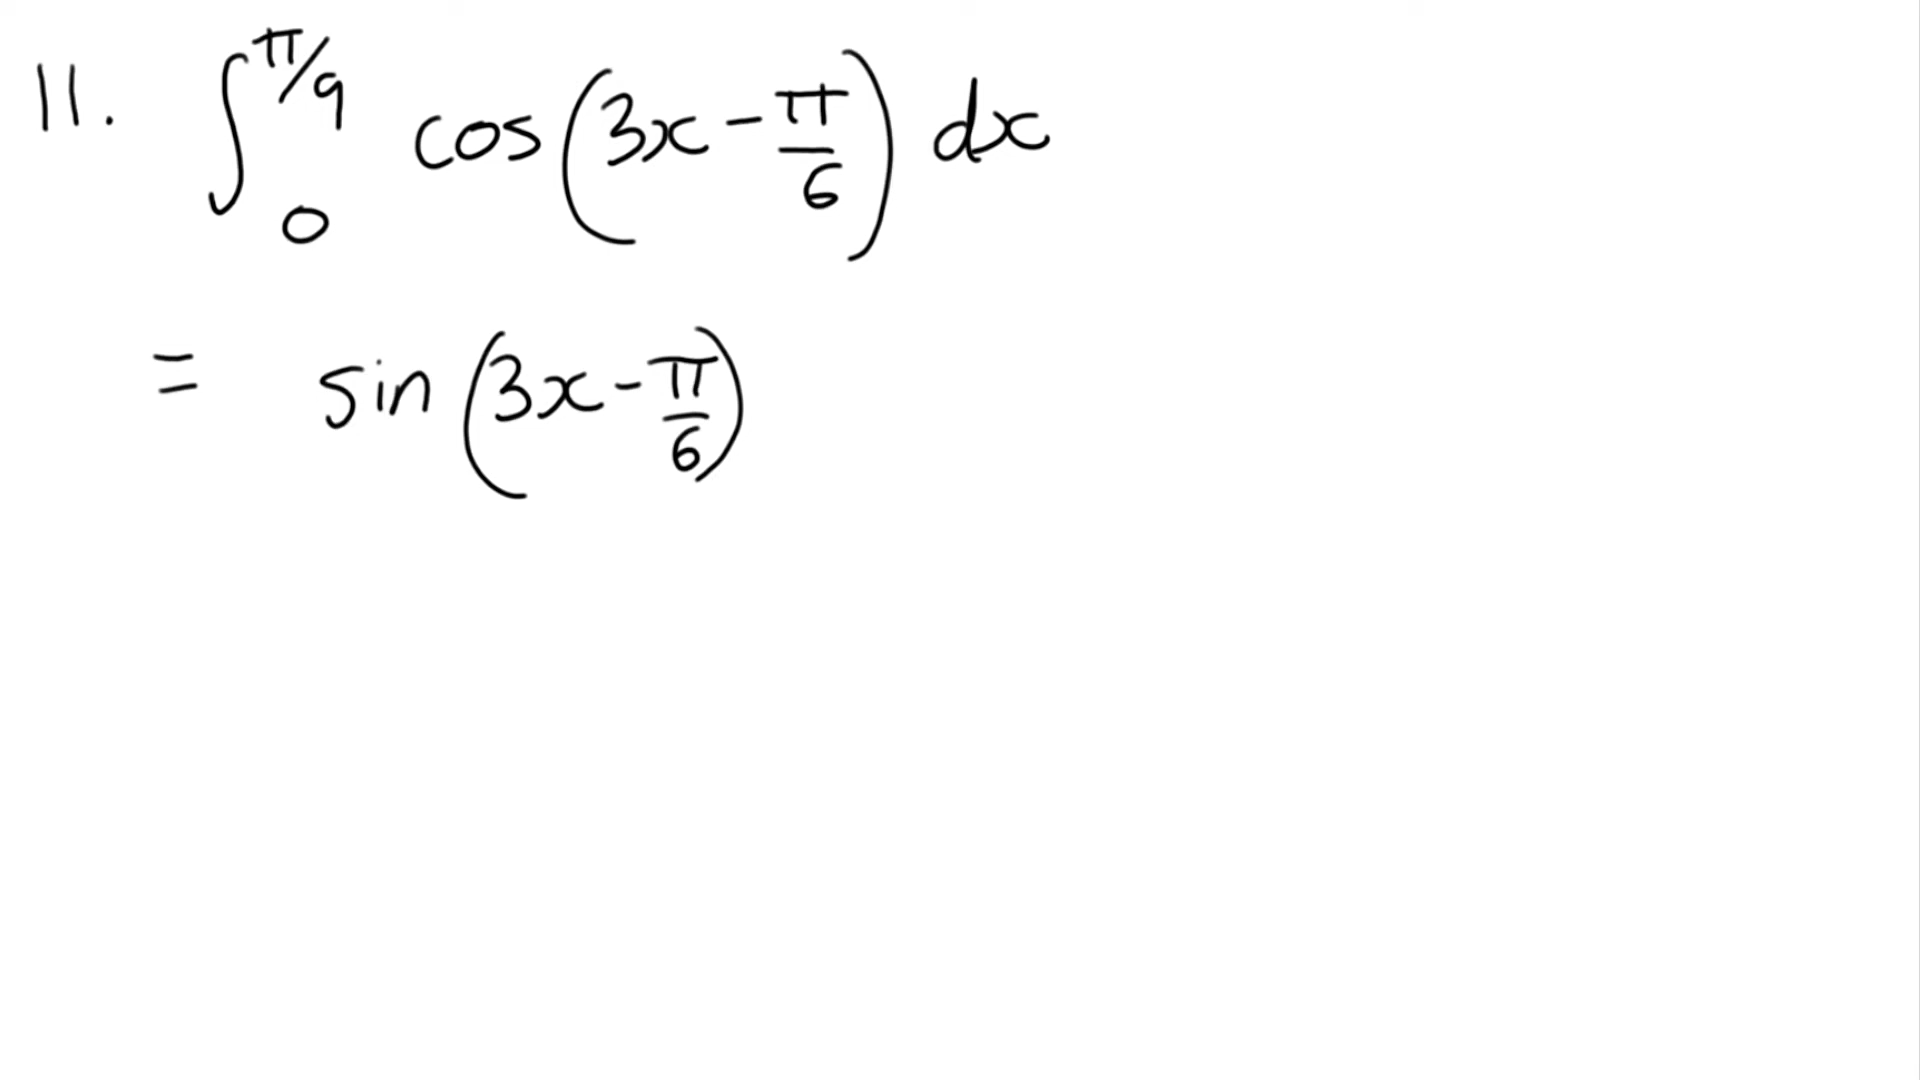 11. ∫₀^{π/9} cos(3x - π/6) dx
= sin(3x - π/6)